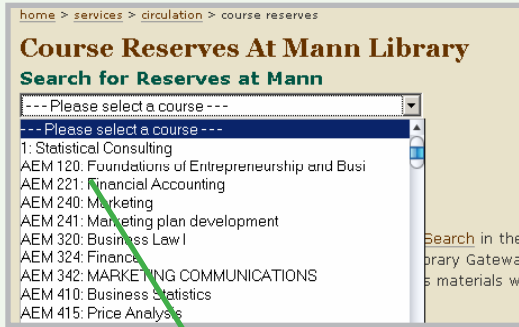 home > services > circulation > course reserves
Course Reserves At Mann Library
Search for Reserves at Mann
--- Please select a course ---
--- Please select a course ---
1: Statistical Consulting
AEM 120: Foundations of Entrepreneurship and Busi
AEM 221: Financial Accounting
AEM 240: Marketing
AEM 241: Marketing plan development
AEM 320: Business Law I
Search in the
AEM 324: Finance
brary Gatewa
AEM 342: MARKETING COMMUNICATIONS
s materials w
AEM 410: Business Statistics
AEM 415: Price Analysis